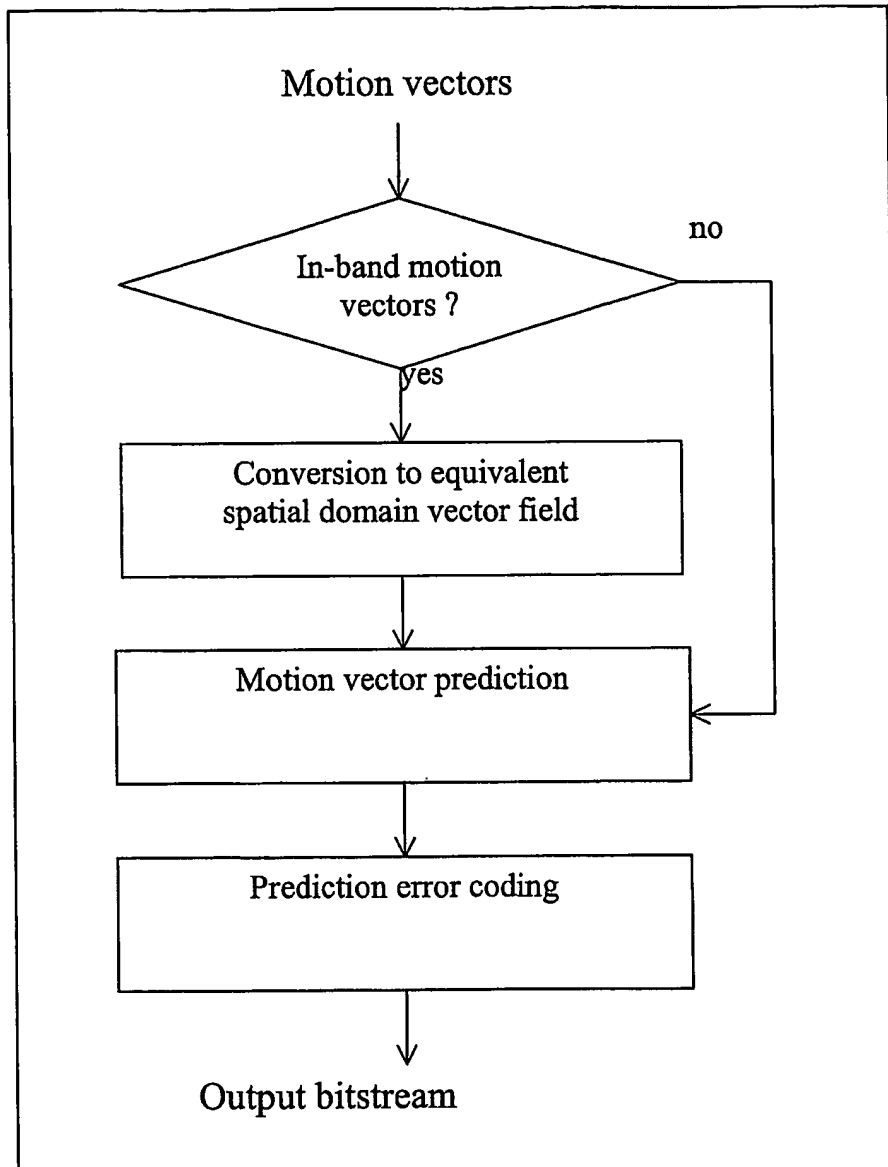 Motion vectors
no
In-band motion
vectors ?
yes
Conversion to equivalent
spatial domain vector field
Motion vector prediction
Prediction error coding
Output bitstream